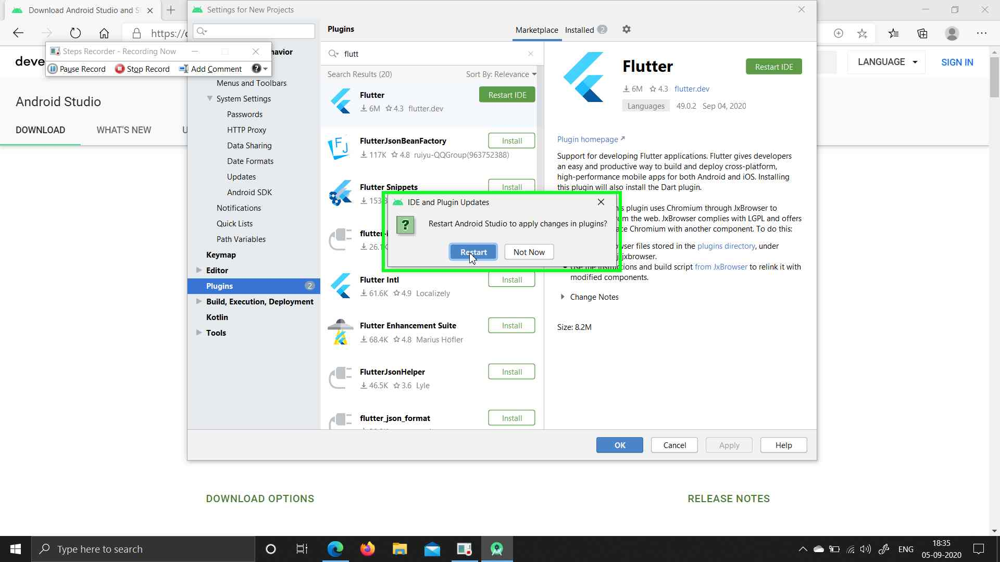 Download Android Studio and S
https://c
Steps Recorder - Recording Now
Pause Record
Stop Record
Add Comment
deve
Android Studio
DOWNLOAD
WHAT'S NEW
U
LANGUAGE
SIGN IN
Settings for New Projects
havior
Menus and Toolbars
System Settings
Passwords
HTTP Proxy
Data Sharing
Date Formats
Updates
Android SDK
Notifications
Quick Lists
Path Variables
Keymap
Editor
Plugins 2
Build, Execution, Deployment
Kotlin
Tools
Plugins
Marketplace
Installed 2
flutt
Search Results (20)
Sort By: Relevance
Flutter
Restart IDE
6M 4.3 flutter.dev
FlutterJsonBeanFactory
Install
117K 4.8 ruiyu-QQGroup(963752388)
Flutter Snippets
Install
flutter-i
26.1K
Flutter Intl
Install
61.6K 4.9 Localizely
Flutter Enhancement Suite
Install
68.4K 4.8 Marius Höfler
FlutterJsonHelper
Install
46.5K 3.6 Lyle
flutter_json_format
Install
Flutter
Restart IDE
6M 4.3 flutter.dev
Languages 49.0.2 Sep 04, 2020
Plugin homepage
Support for developing Flutter applications. Flutter gives developers
an easy and productive way to build and deploy cross-platform,
high-performance mobile apps for both Android and iOS. Installing
this plugin will also install the Dart plugin.
plugin uses Chromium through JxBrowser to
m the web. JxBrowser complies with LGPL and offers
ce Chromium with another component. To do this:
ser files stored in the plugins directory, under
jxbrowser.
Use the instructions and build script from JxBrowser to relink it with
modified components.
Change Notes
Size: 8.2M
IDE and Plugin Updates
Restart Android Studio to apply changes in plugins?
Restart
Not Now
OK
Cancel
Apply
Help
DOWNLOAD OPTIONS
RELEASE NOTES
Type here to search
ENG
18:35
05-09-2020